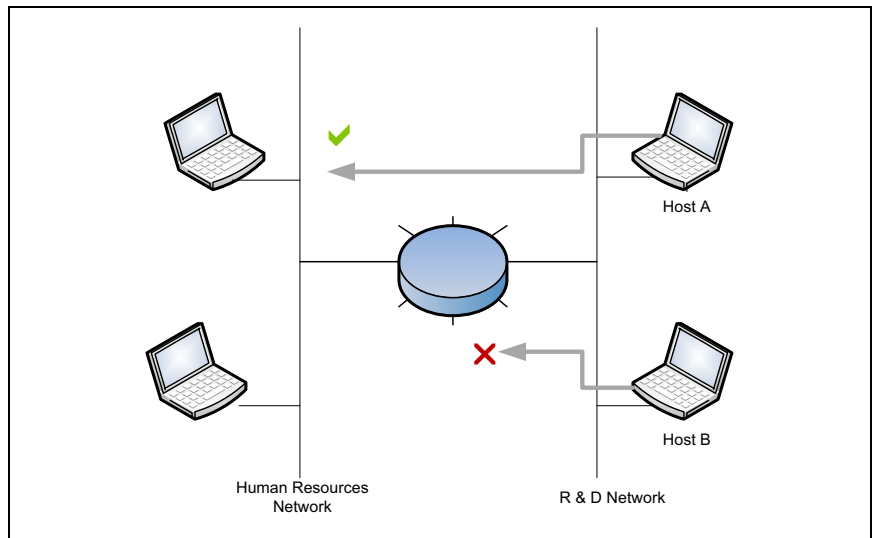 Host A
Host B
Human Resources
Network
R & D Network